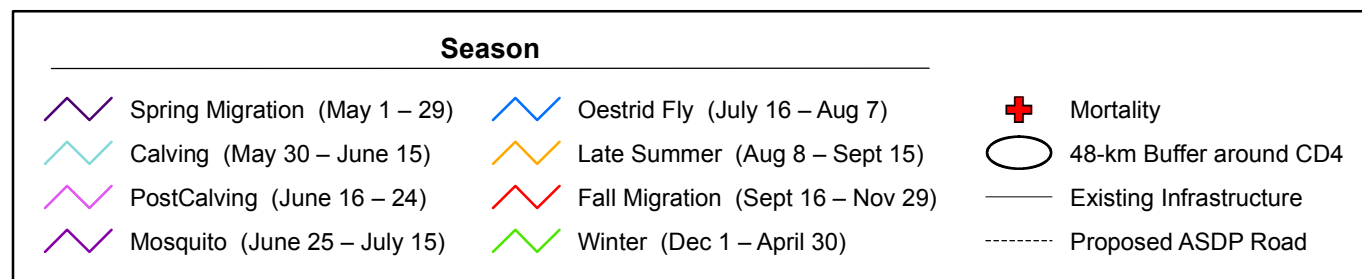 Season
Spring Migration (May 1 – 29)
Calving (May 30 – June 15)
PostCalving (June 16 – 24)
Mosquito (June 25 – July 15)
Oestrid Fly (July 16 – Aug 7)
Late Summer (Aug 8 – Sept 15)
Fall Migration (Sept 16 – Nov 29)
Winter (Dec 1 – April 30)
Mortality
48-km Buffer around CD4
Existing Infrastructure
Proposed ASDP Road